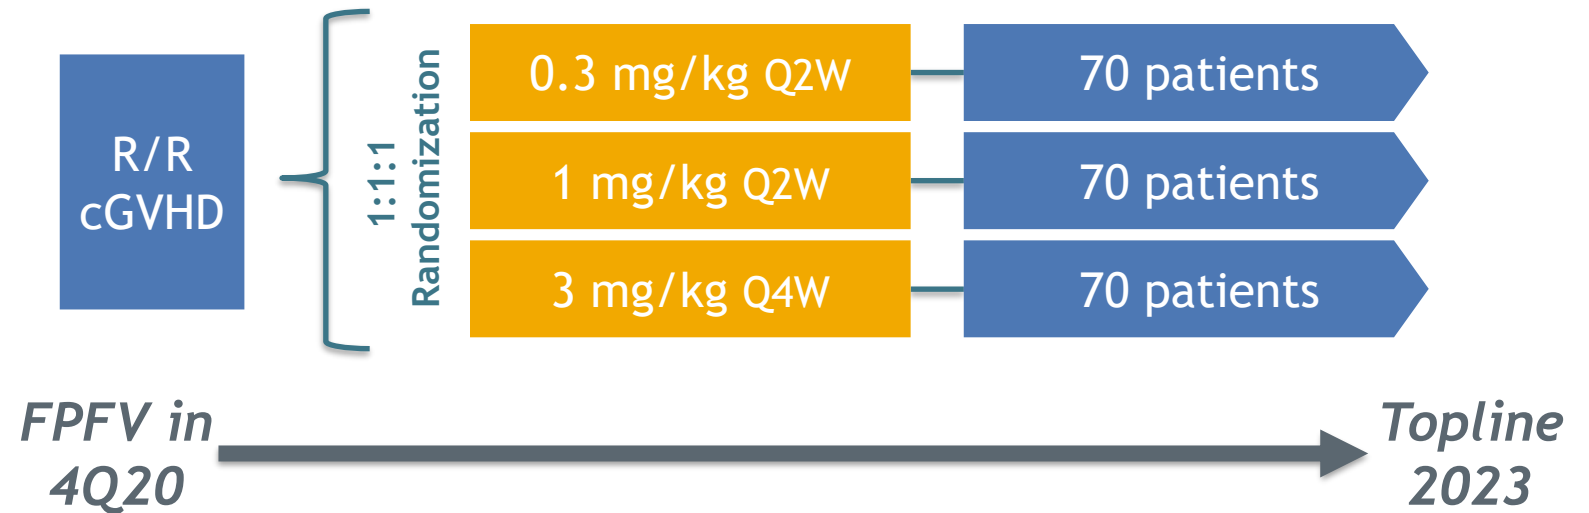 R/R
cGVHD
1:1:1
Randomization
0.3 mg/kg Q2W
70 patients
1 mg/kg Q2W
70 patients
3 mg/kg Q4W
70 patients
FPFV in
4Q20
Topline
2023